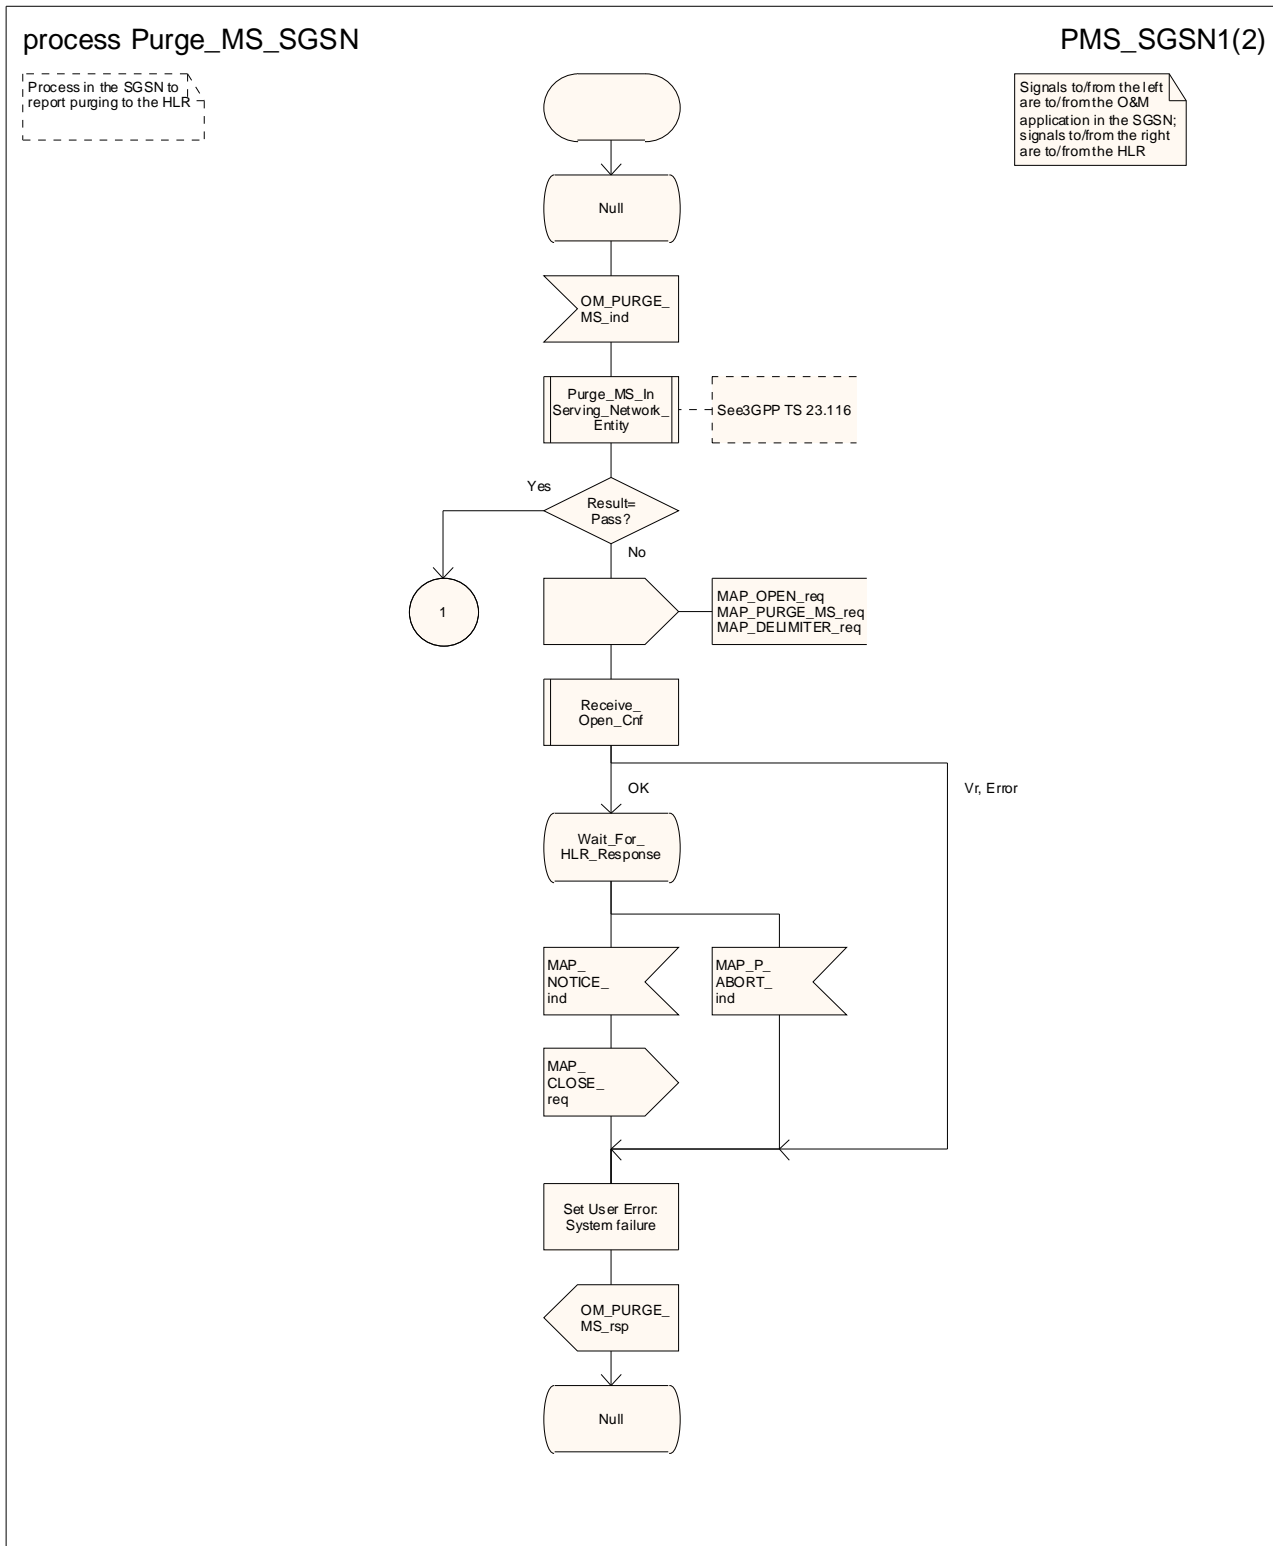 process Purge_MS_SGSN
PMS_SGSN1(2)
Process in the SGSN to
report purging to the HLR
Signals to/from the left
are to/from the O&M
application in the SGSN;
signals to/from the right
are to/from the HLR
Null
OM_PURGE_
MS_ind
Purge_MS_In
Serving_Network_
Entity
See3GPP TS 23.116
Yes
Result=
Pass?
No
1
MAP_OPEN_req
MAP_PURGE_MS_req
MAP_DELIMITER_req
Receive_
Open_Cnf
OK
Vr, Error
Wait_For_
HLR_Response
MAP_
NOTICE_
ind
MAP_P_
ABORT_
ind
MAP_
CLOSE_
req
Set User Error:
System failure
OM_PURGE_
MS_rsp
Null